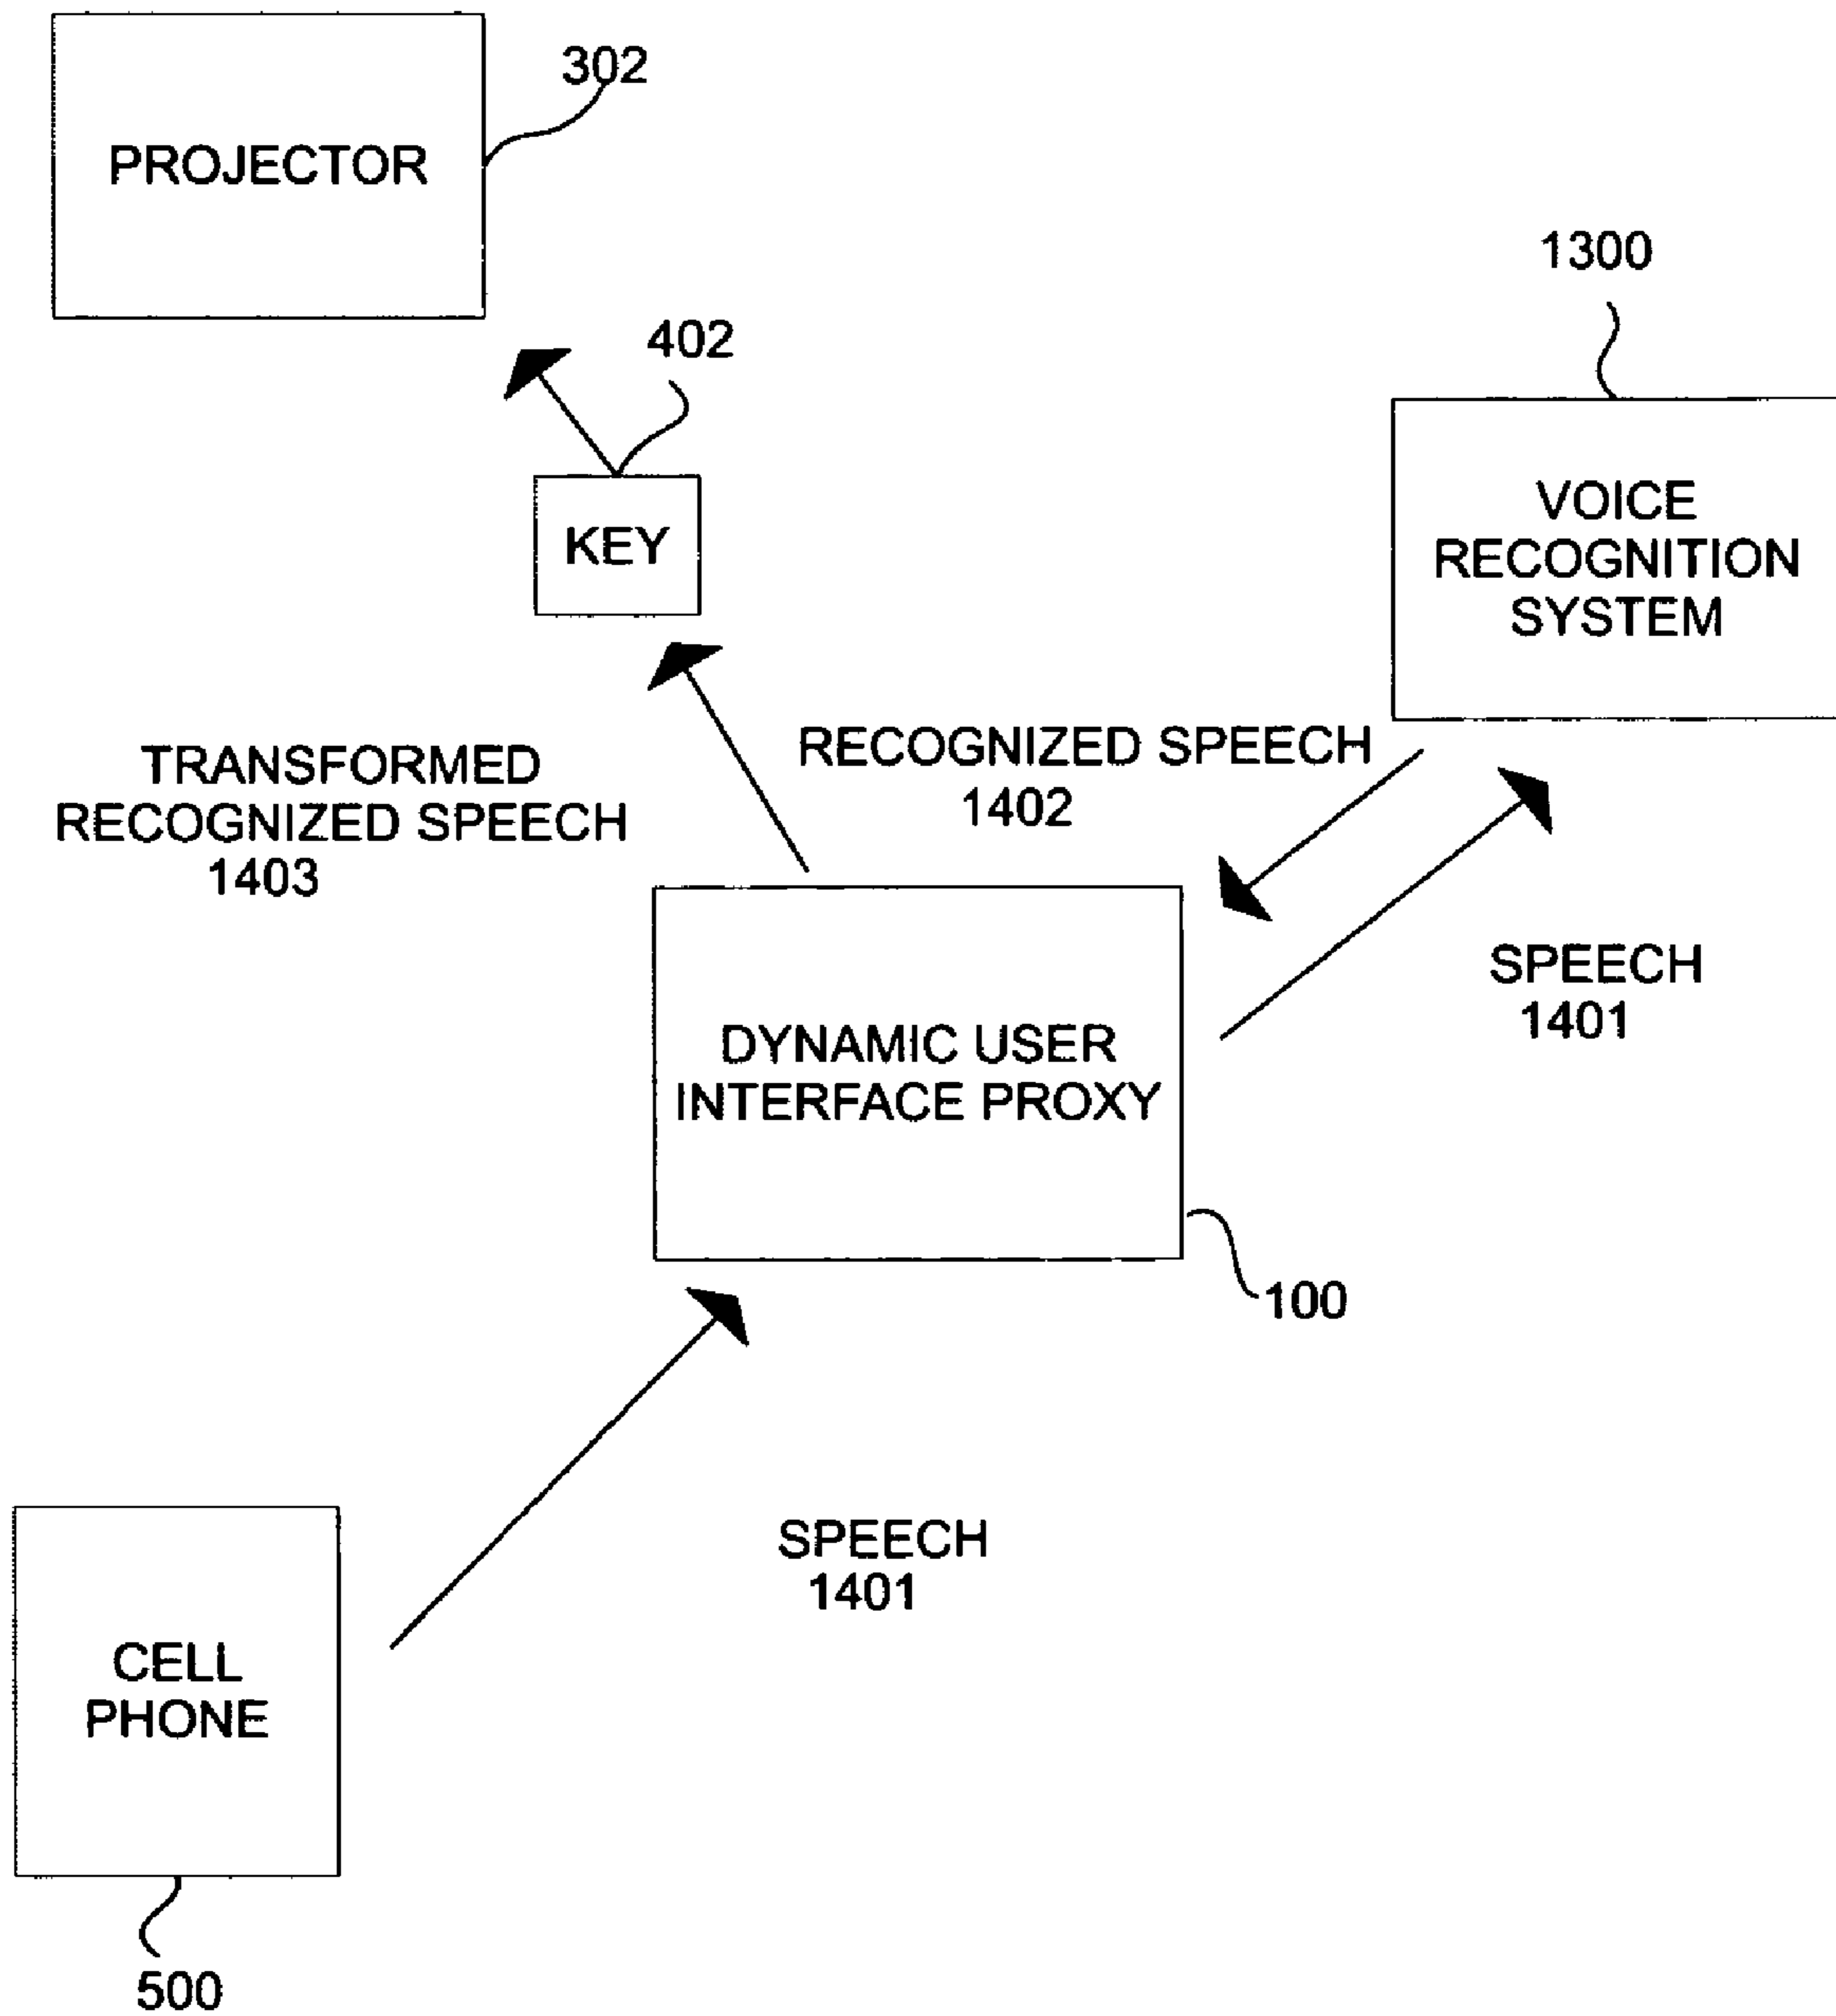 302
PROJECTOR
1300
402
VOICE
RECOGNITION
SYSTEM
KEY
RECOGNIZED SPEECH
1402
TRANSFORMED
RECOGNIZED SPEECH
1403
SPEECH
1401
DYNAMIC USER
INTERFACE PROXY
100
SPEECH
1401
CELL
PHONE
500